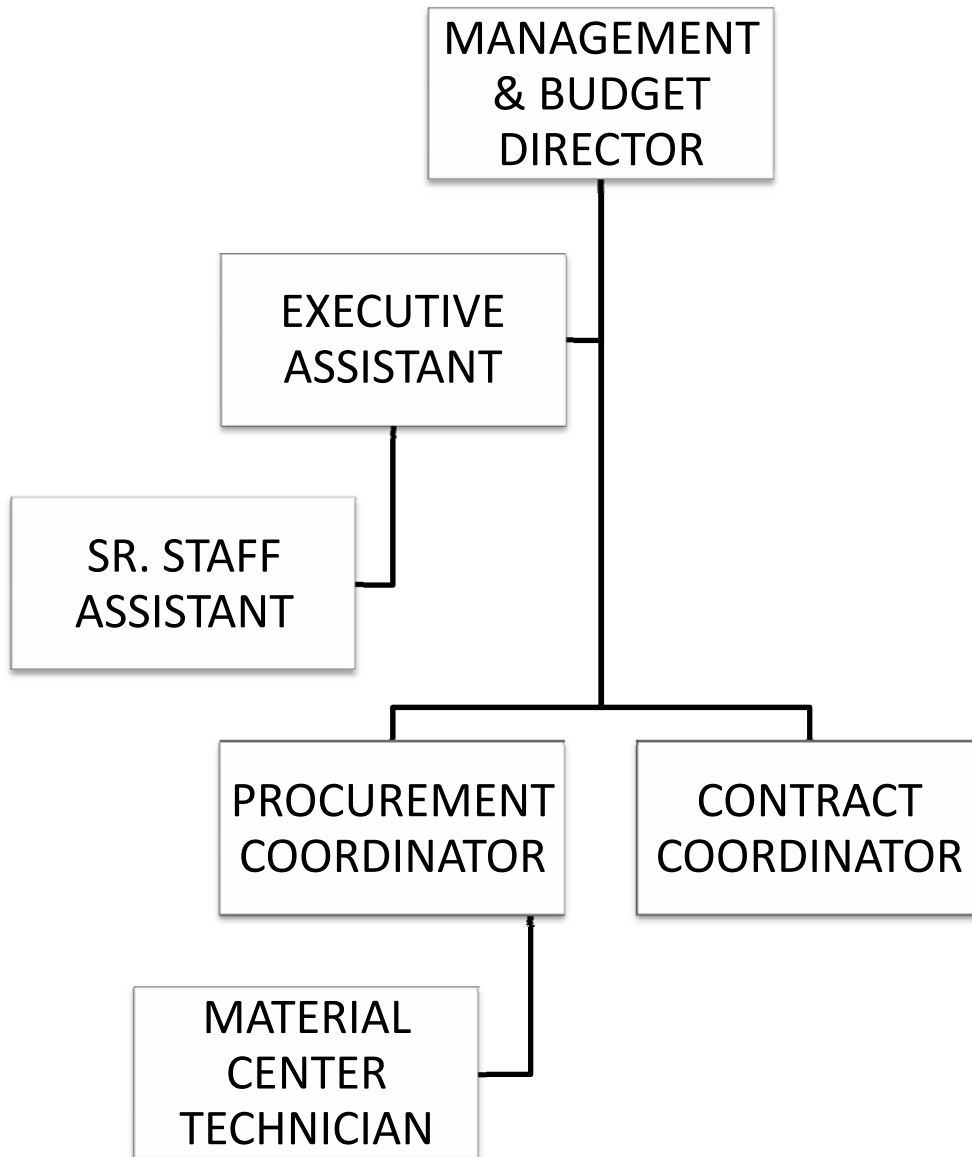 MANAGEMENT
& BUDGET
DIRECTOR
EXECUTIVE
ASSISTANT
SR. STAFF
ASSISTANT
PROCUREMENT
COORDINATOR
CONTRACT
COORDINATOR
MATERIAL
CENTER
TECHNICIAN